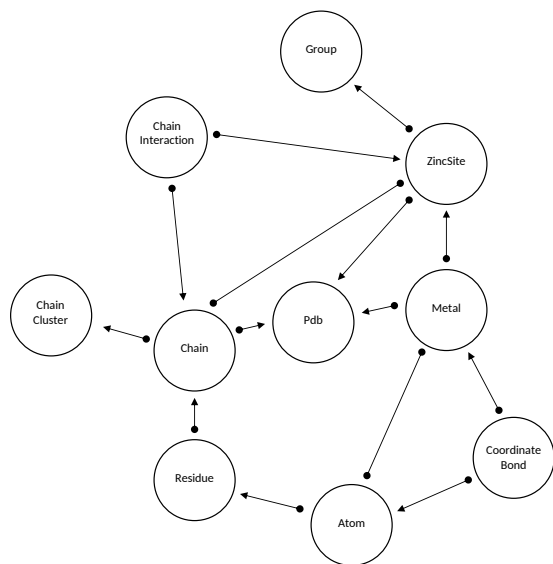 Group
Chain
Interaction
ZincSite
Chain
Cluster
Chain
Pdb
Metal
Residue
Atom
Coordinate
Bond